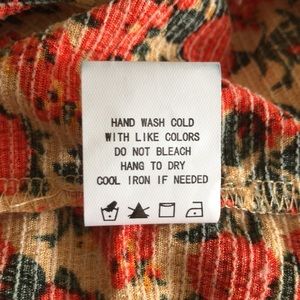 HAND WASH COLD
WITH LIKE COLORS
DO NOT BLEACH
HANG TO DRY
COOL IRON IF NEEDED